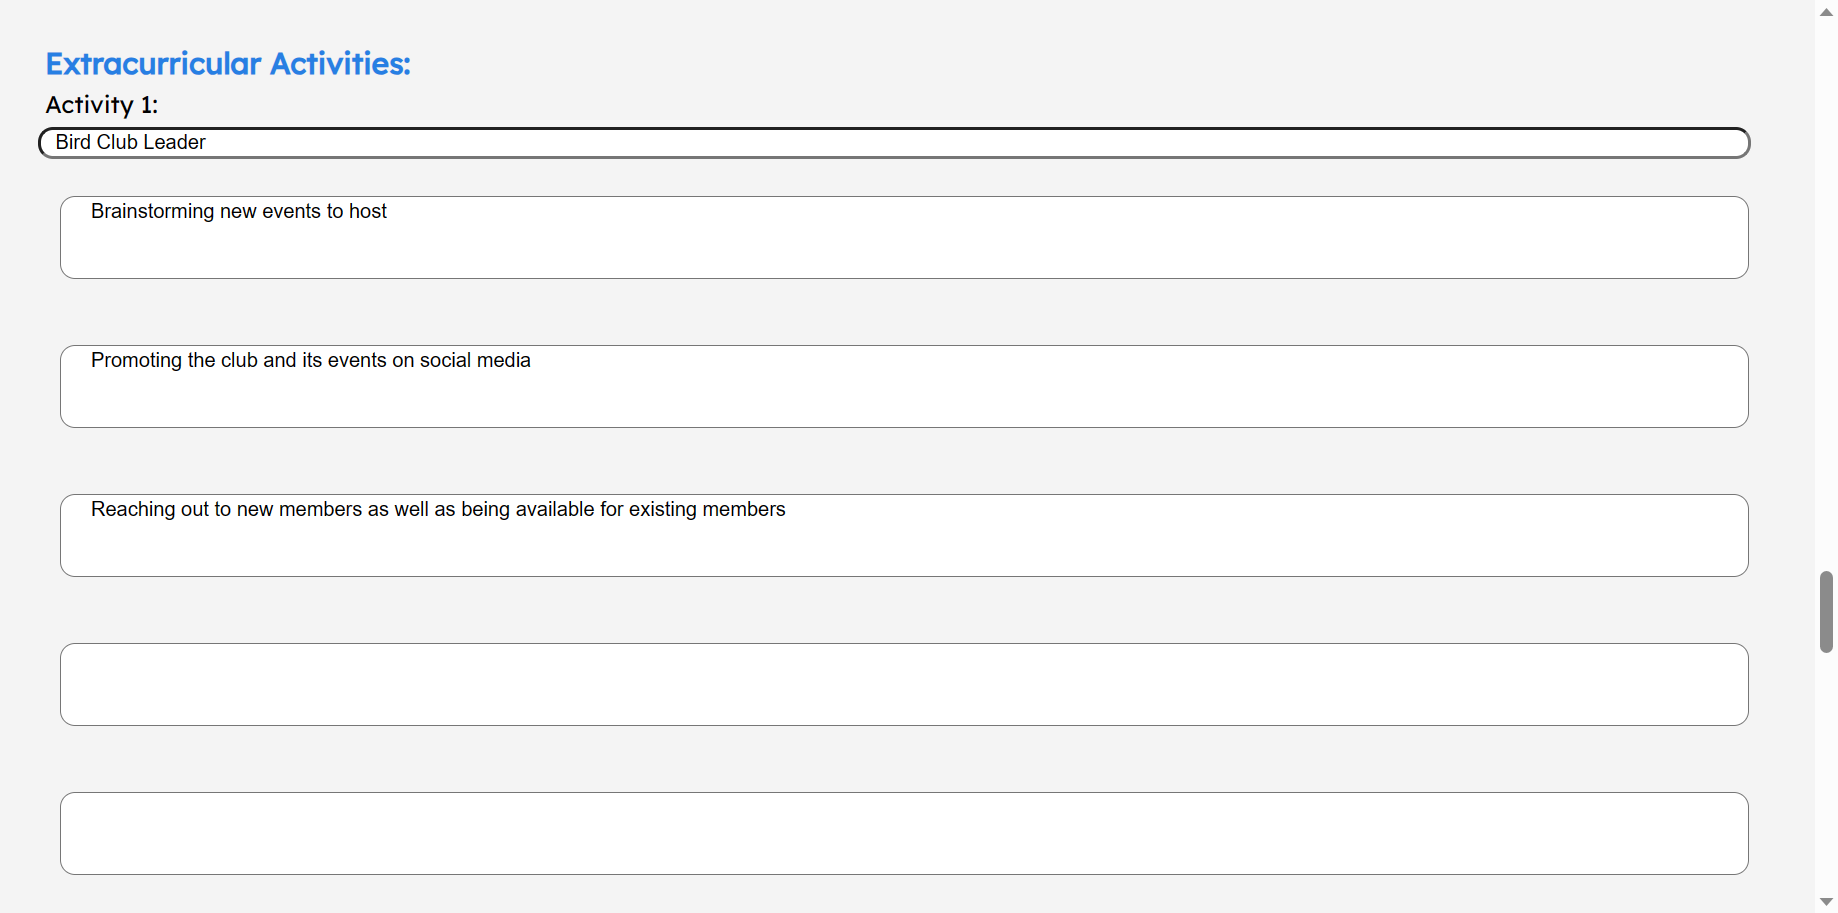 Extracurricular Activities:
Activity 1:
Bird Club Leader
Brainstorming new events to host
Promoting the club and its events on social media
Reaching out to new members as well as being available for existing members